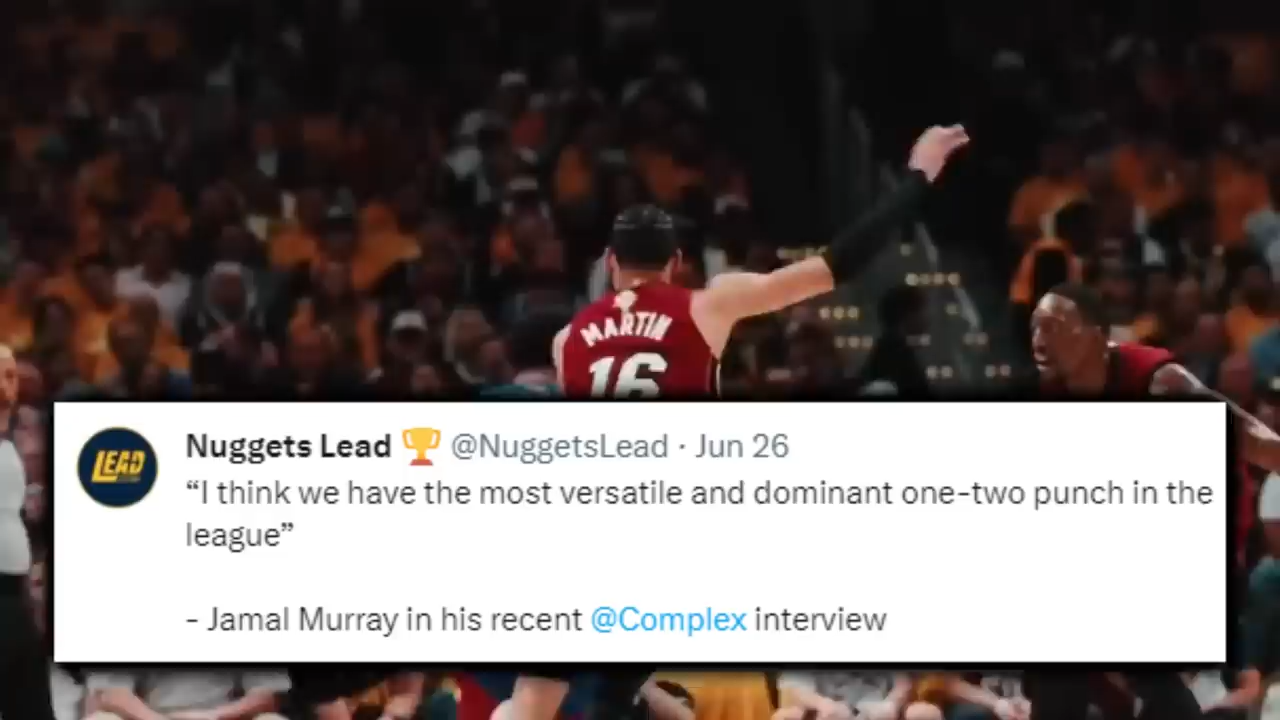 MARTIN
16
LEAD
Nuggets Lead 🏆 @NuggetsLead · Jun 26
“I think we have the most versatile and dominant one-two punch in the
league”
- Jamal Murray in his recent @Complex interview